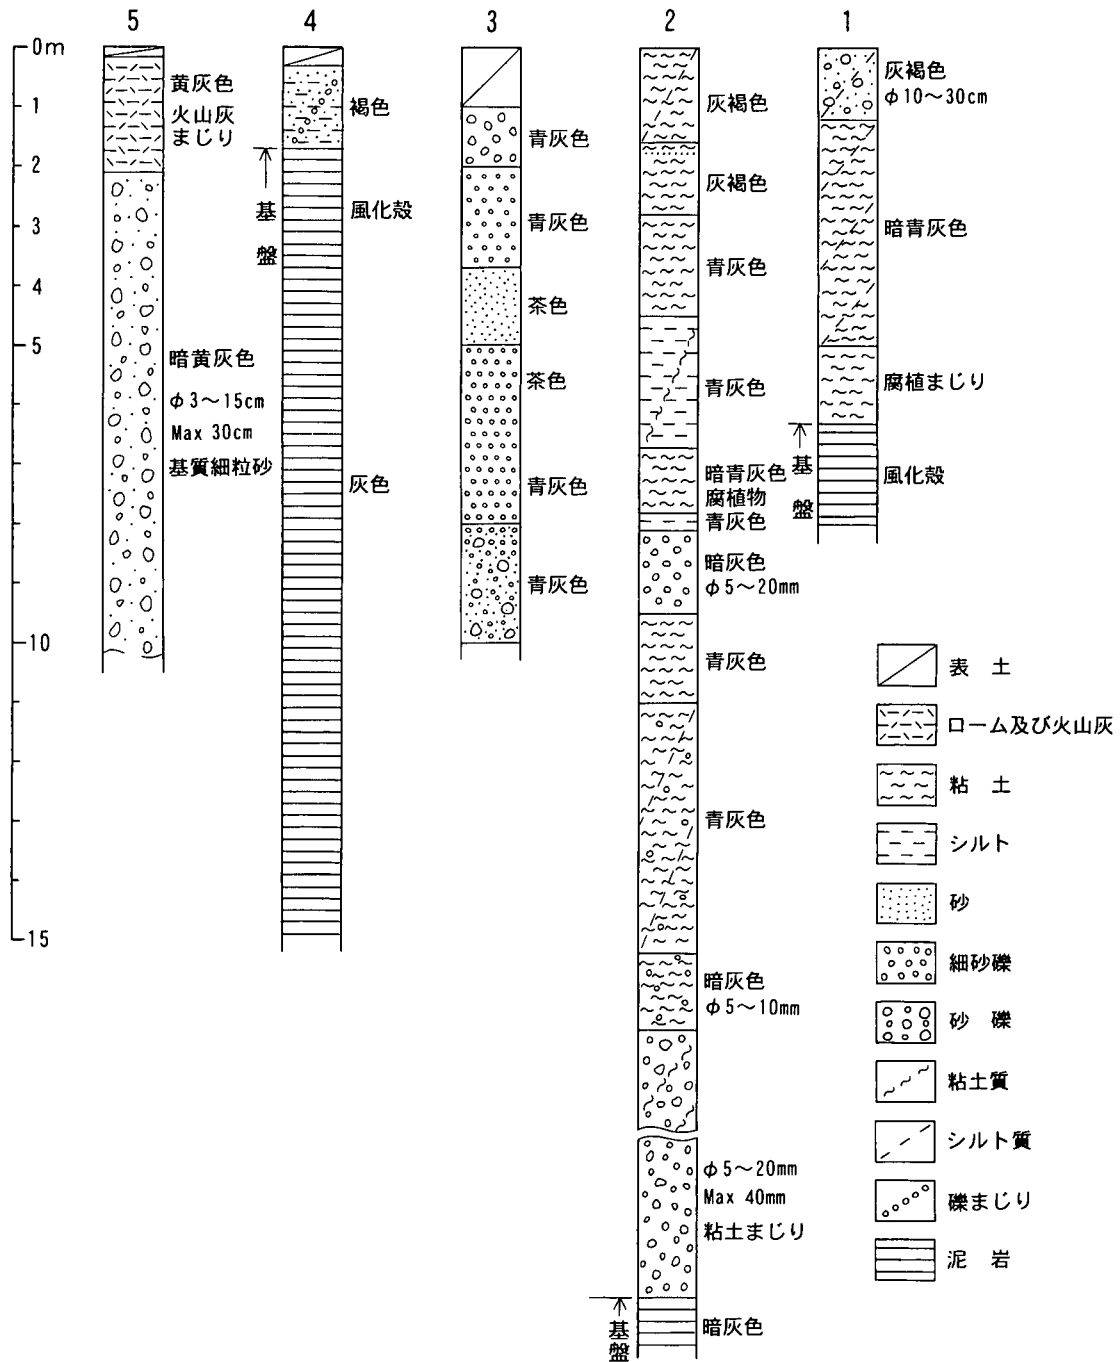 5
4
3
2
1
0m
1
2
3
4
5
10
15
黄灰色
火山灰
まじり
暗黄灰色
φ3〜15cm
Max 30cm
基質細粒砂
褐色
基盤
風化殻
灰色
青灰色
青灰色
茶色
茶色
青灰色
青灰色
灰褐色
灰褐色
青灰色
青灰色
暗青灰色
腐植物
青灰色
暗灰色
φ5〜20mm
青灰色
青灰色
暗灰色
φ5〜10mm
φ5〜20mm
Max 40mm
粘土まじり
基盤
暗灰色
灰褐色
φ10〜30cm
暗青灰色
腐植まじり
基盤
風化殻
表 土
ローム及び火山灰
粘 土
シルト
砂
細砂礫
砂 礫
粘土質
シルト質
礫まじり
泥 岩